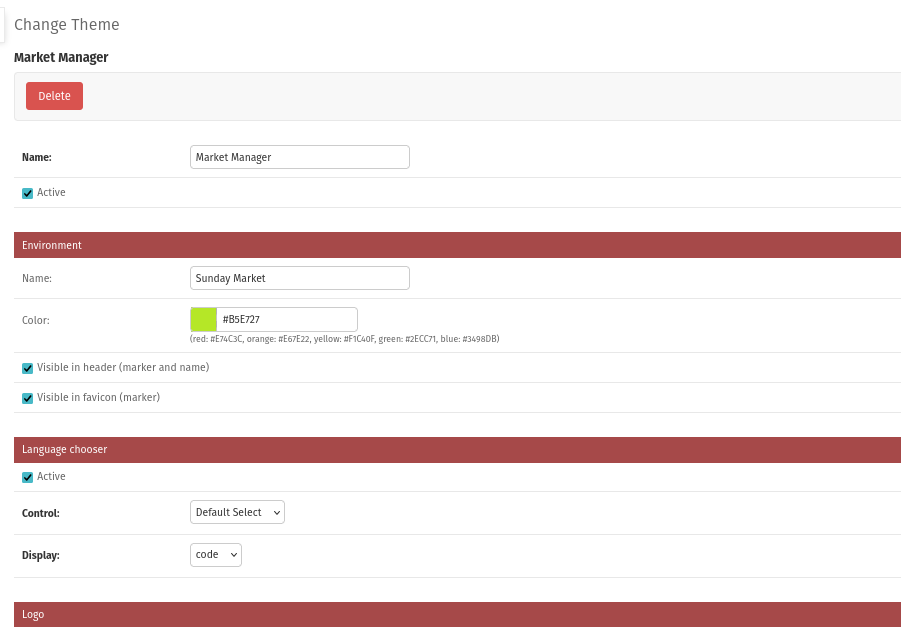 Change Theme
Market Manager
Delete
Name: Market Manager
Active
Environment
Name: Sunday Market
Color: #B5E727
(red: #E74C3C, orange: #E67E22, yellow: #F1C40F, green: #2ECC71, blue: #3498DB)
Visible in header (marker and name)
Visible in favicon (marker)
Language chooser
Active
Control: Default Select
Display: code
Logo